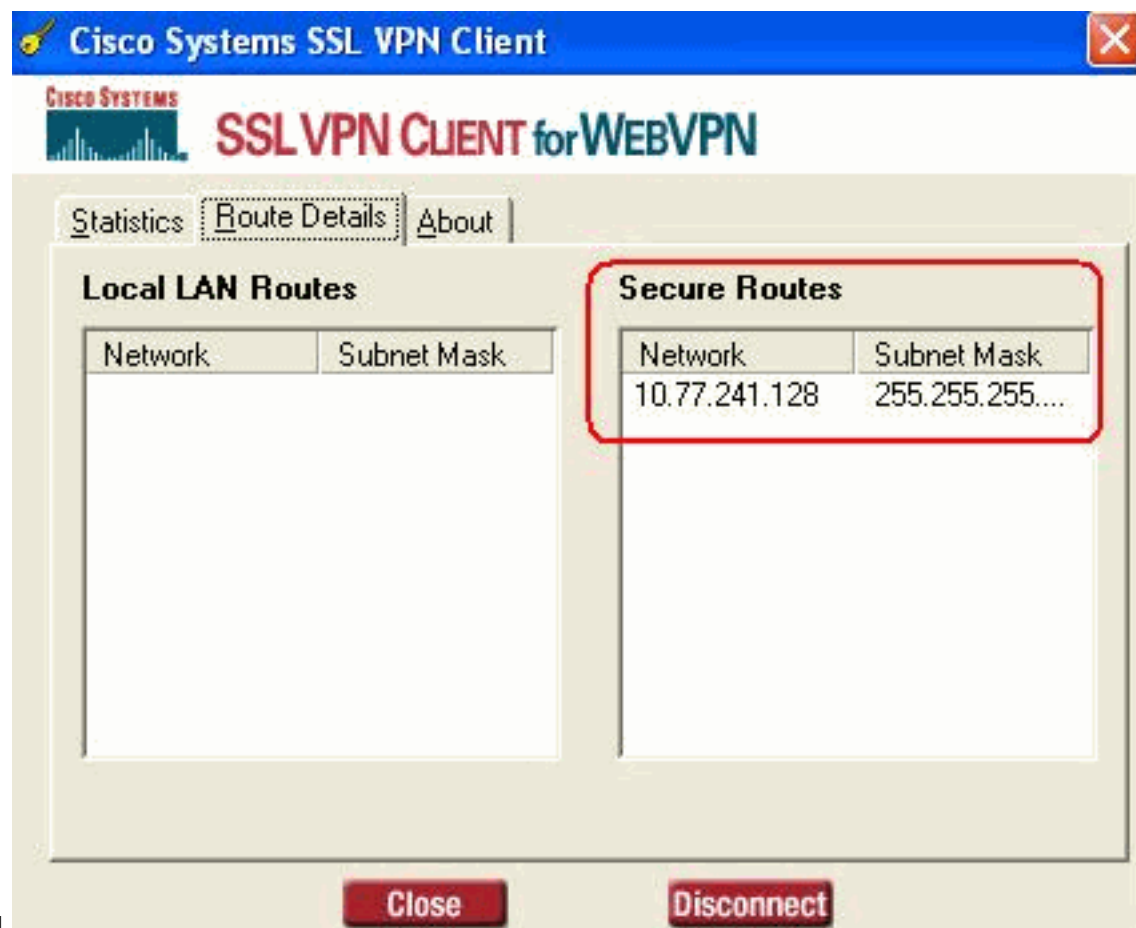 Cisco Systems SSL VPN Client
CISCO SYSTEMS
SSL VPN CLIENT for WEBVPN
Statistics Route Details About
Local LAN Routes
Network Subnet Mask
Secure Routes
Network Subnet Mask
10.77.241.128 255.255.255....
Close Disconnect